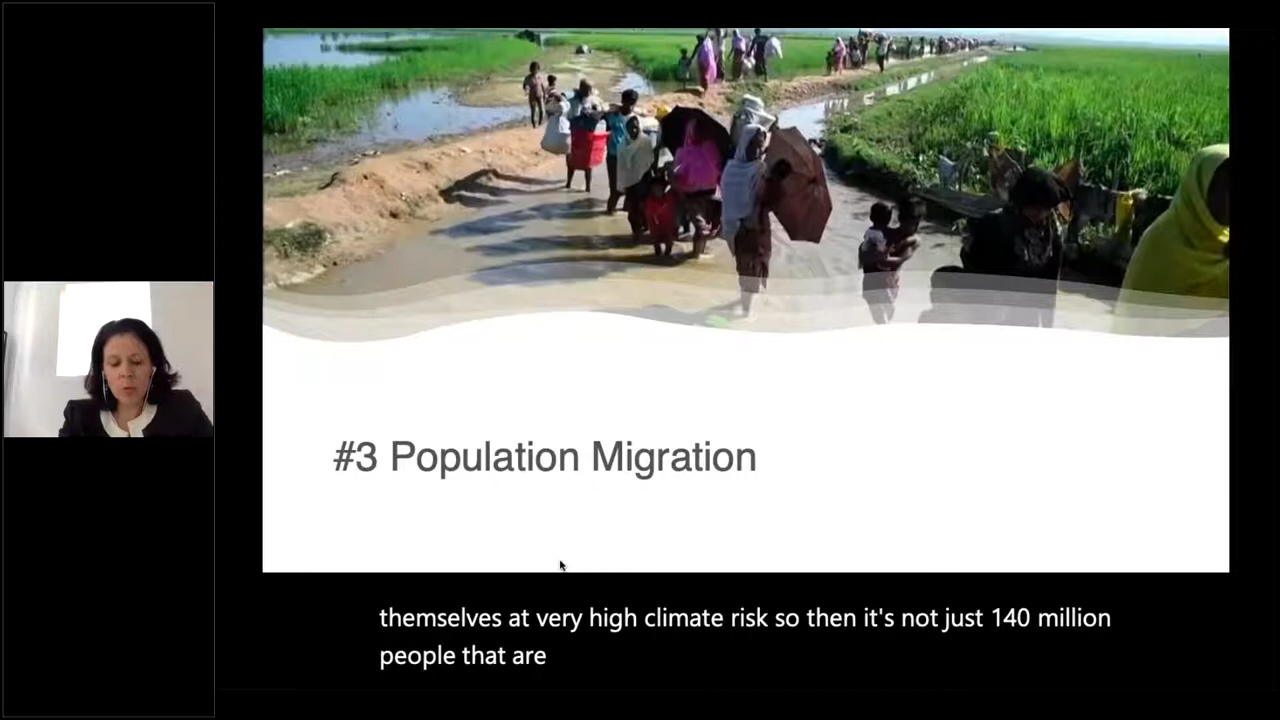 #3 Population Migration
themselves at very high climate risk so then it's not just 140 million
people that are